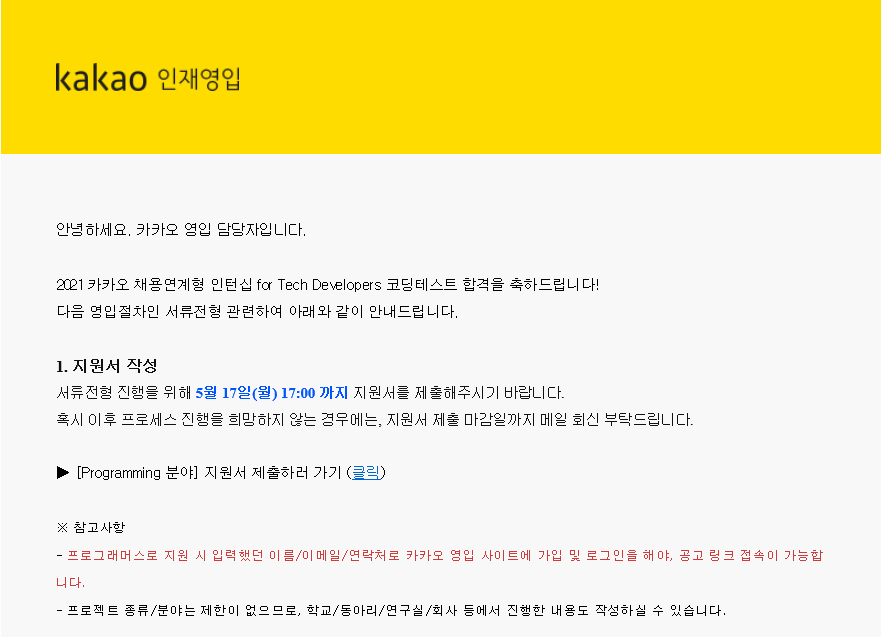 kakao 인재영입
안녕하세요. 카카오 영입 담당자입니다.
2021 카카오 채용연계형 인턴십 for Tech Developers 코딩테스트 합격을 축하드립니다!
다음 영입절차인 서류전형 관련하여 아래와 같이 안내드립니다.
1. 지원서 작성
서류전형 진행을 위해 5월 17일(월) 17:00 까지 지원서를 제출해주시기 바랍니다.
혹시 이후 프로세스 진행을 희망하지 않는 경우에는, 지원서 제출 마감일까지 메일 회신 부탁드립니다.
▶ [Programming 분야] 지원서 제출하러 가기 (클릭)
※ 참고사항
- 프로그래머스로 지원 시 입력했던 이름/이메일/연락처로 카카오 영입 사이트에 가입 및 로그인을 해야, 공고 링크 접속이 가능합
니다.
- 프로젝트 종류/분야는 제한이 없으므로, 학교/동아리/연구실/회사 등에서 진행한 내용도 작성하실 수 있습니다.